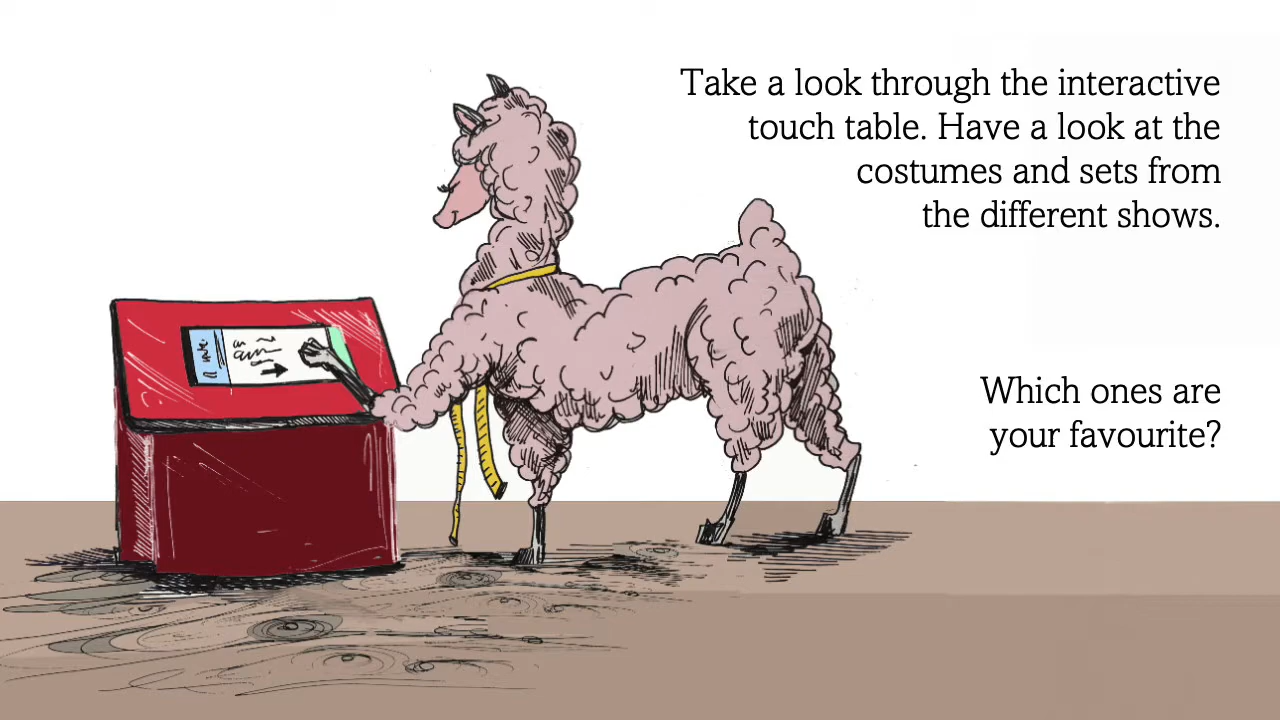 Take a look through the interactive
touch table. Have a look at the
costumes and sets from
the different shows.
Which ones are
your favourite?